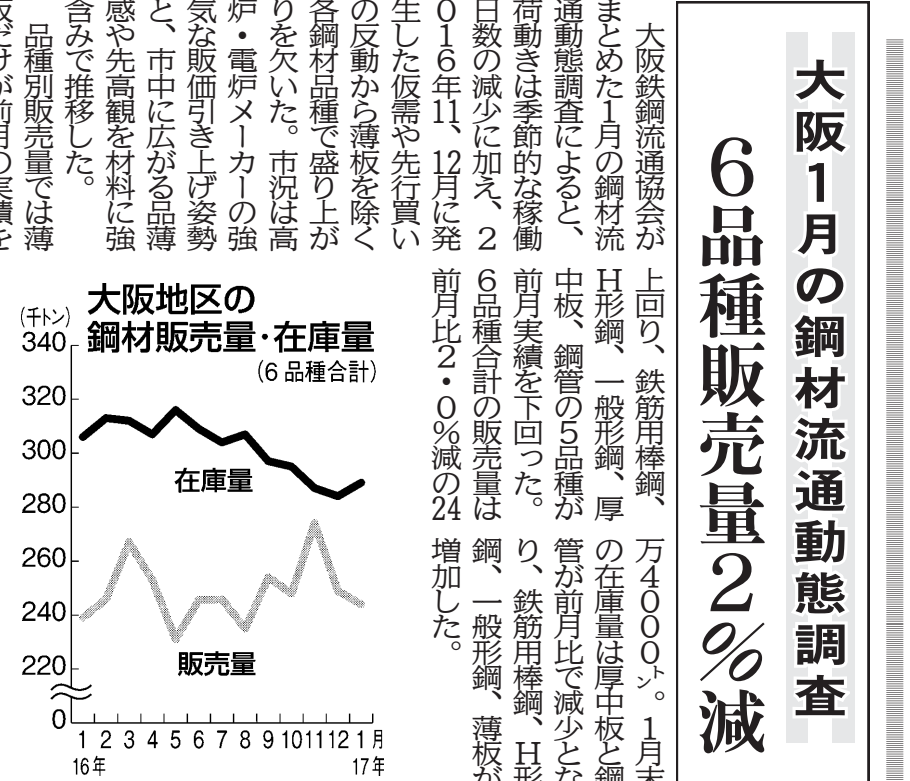 大阪1月の鋼材流通動態調査
6品種販売量2%減
大阪鉄鋼流通協会が
まとめた1月の鋼材流
通動態調査によると、
荷動きは季節的な稼働
日数の減少に加え、2
016年11、12月に発
生した仮需や先行買い
の反動から薄板を除く
各鋼材品種で盛り上が
りを欠いた。市況は高
炉・電炉メーカーの強
気な販価引き上げ姿勢
と、市中に広がる品薄
感や先高観を材料に強
含みで推移した。
品種別販売量では薄
板だけが前月の実績を
上回り、鉄筋用棒鋼、
H形鋼、一般形鋼、厚
中板、鋼管の5品種が
前月実績を下回った。
6品種合計の販売量は
前月比2・0%減の24
万4000㌧。1月末
の在庫量は厚中板と鋼
管が前月比で減少とな
り、鉄筋用棒鋼、H形
鋼、一般形鋼、薄板が
増加した。
大阪地区の
鋼材販売量・在庫量
(6品種合計)
(千トン)
340
320
300
280
260
240
220
0
在庫量
販売量
1 2 3 4 5 6 7 8 9 10 11 12 1月
16年 17年